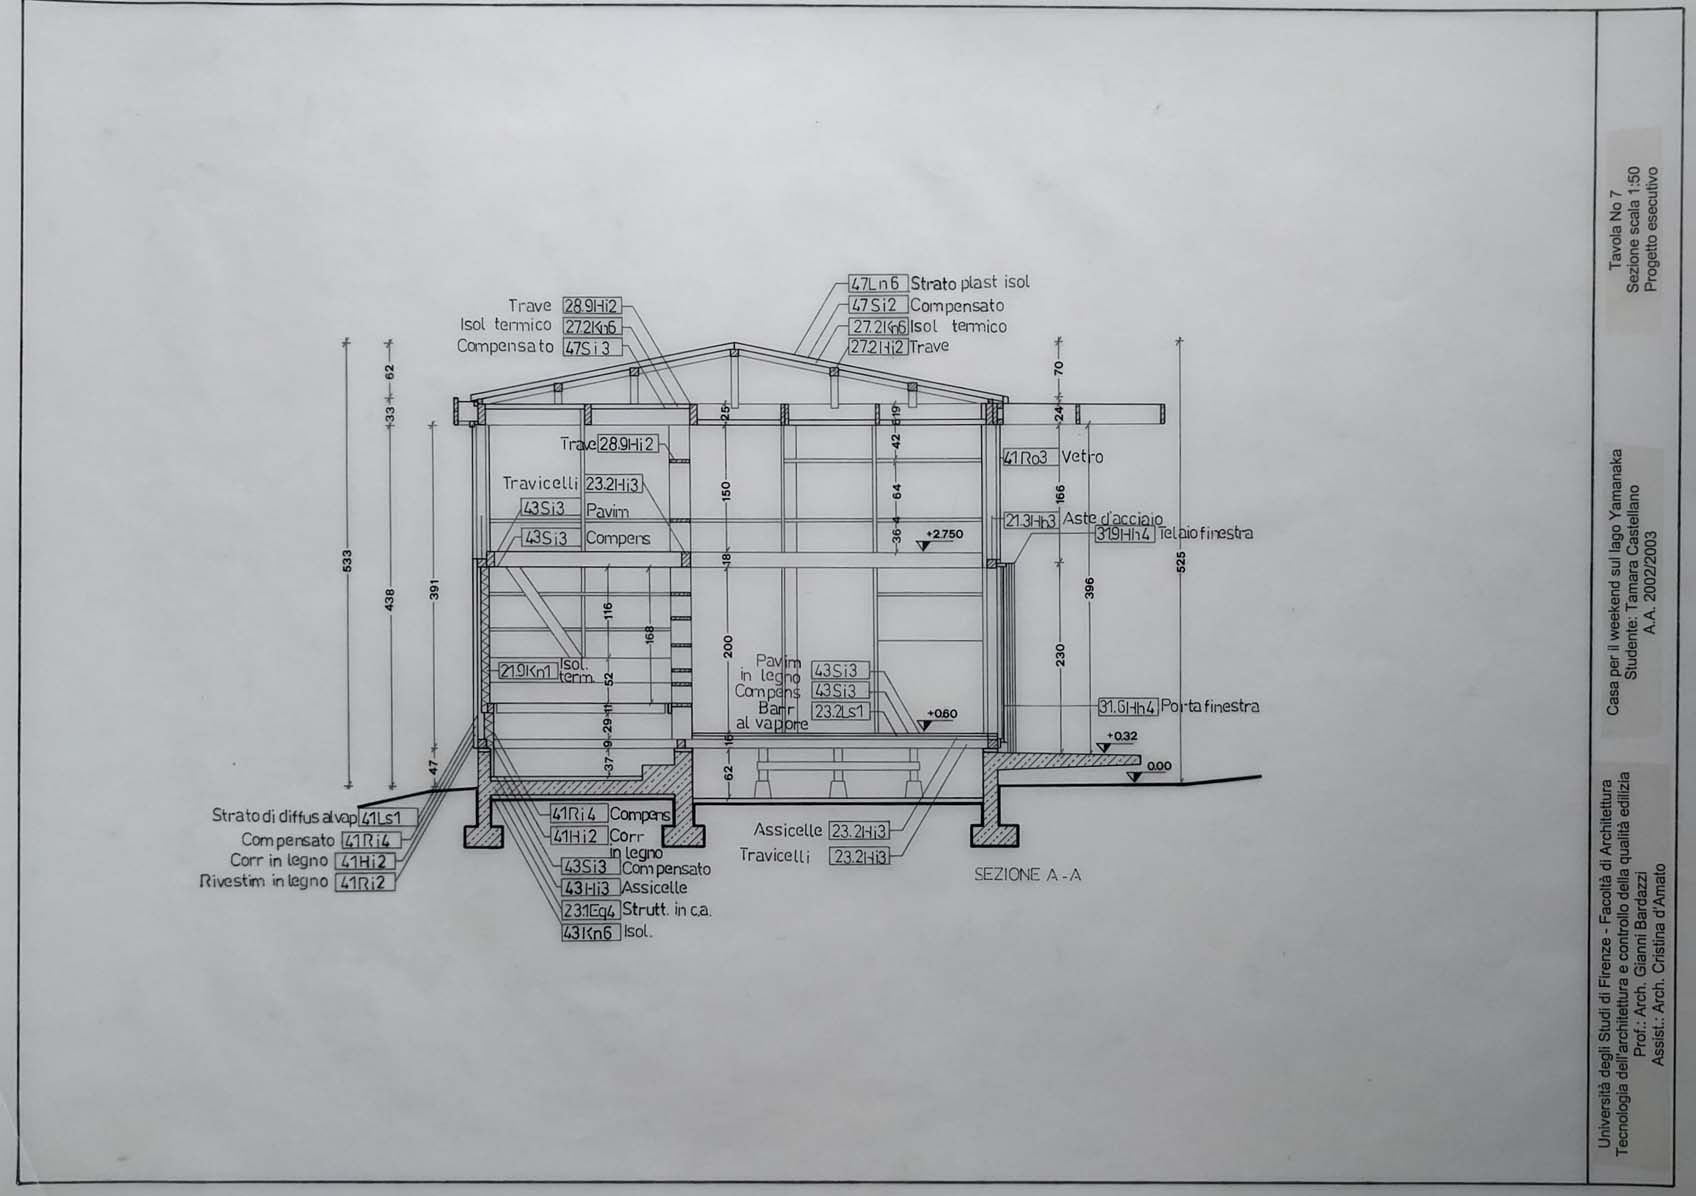 47Ln6 Strato plast isol
Trave 28.9Hi2
47Si2 Compensato
Isol termico 27.2Kn6
27.2Kn6 Isol termico
Compensato 47Si3
27.2Hi2 Trave
62
70
33
25
6 19
24
Trave 28.9Hi2
42
41Ro3 Vetro
Travicelli 23.2Hi3
150
64
166
43Si3 Pavim
4
21.3Hh3 Aste d'acciaio
43Si3 Compens
36
+2.750
31.9Hh4 Telaio finestra
533
18
525
438
391
116
168
396
200
230
21.9Kn1 Isol.
term.
52
Pavim
in legno 43Si3
Compens 43Si3
Barr
al vapore 23.2Ls1
31.6Hh4 Porta finestra
11
29
+0.60
9
16
+0.32
47
37
62
0.00
Strato di diffus al vap 41Ls1
Compensato 41Ri4
Corr in legno 41Hi2
Rivestim in legno 41Ri2
41Ri4 Compens
41Hi2 Corr
in legno
43Si3 Compensato
43Hi3 Assicelle
23.1Eq4 Strutt. in c.a.
43Kn6 Isol.
Assicelle 23.2Hi3
Travicelli 23.2Hi3
SEZIONE A-A
Tavola No 7
Sezione scala 1:50
Progetto esecutivo
Casa per il weekend sul lago Yamanaka
Studente: Tamara Castellano
A.A. 2002/2003
Università degli Studi di Firenze - Facoltà di Architettura
Tecnologia dell'architettura e controllo della qualità edilizia
Prof.: Arch. Gianni Bardazzi
Assist.: Arch. Cristina d'Amato